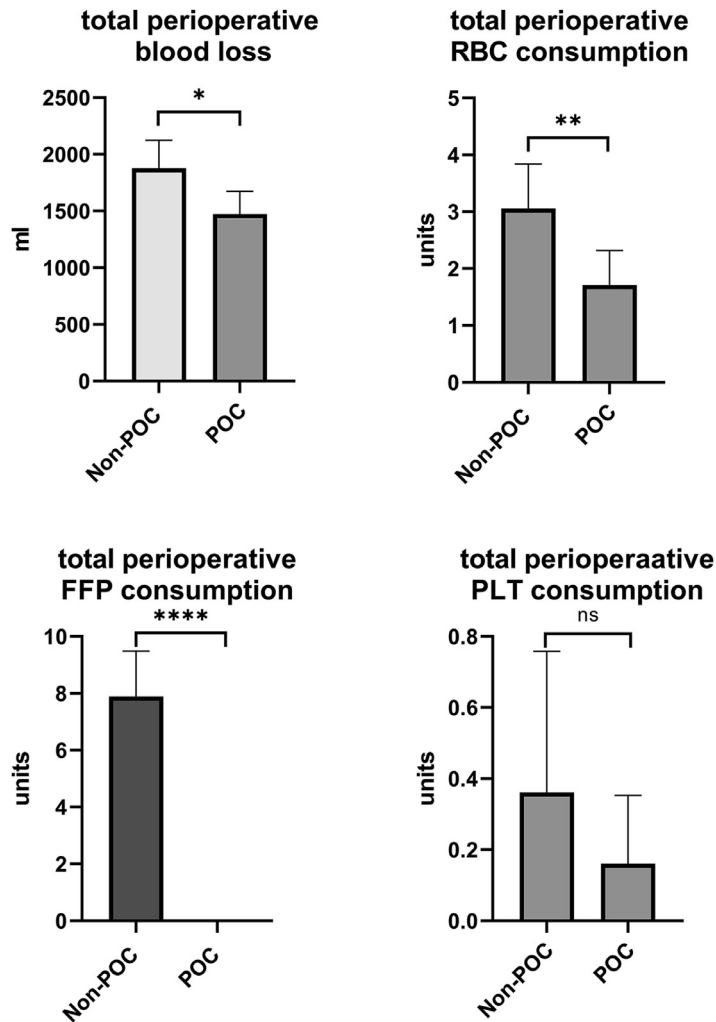 total perioperative
blood loss
*
2500
2000
1500
1000
500
0
ml
Non-POC
POC
total perioperative
RBC consumption
**
5
4
3
2
1
0
units
Non-POC
POC
total perioperative
FFP consumption
****
10
8
6
4
2
0
units
Non-POC
POC
total perioperaative
PLT consumption
ns
0.8
0.6
0.4
0.2
0.0
units
Non-POC
POC